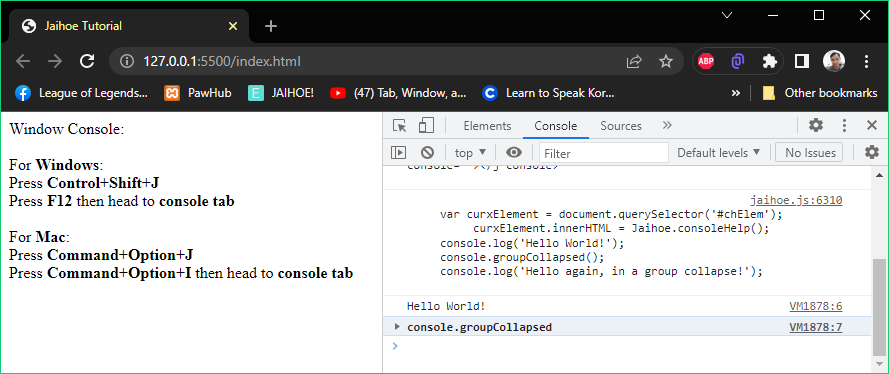 Jaihoe Tutorial
127.0.0.1:5500/index.html
ABP
League of Legends...
PawHub
E
JAIHOE!
(47) Tab, Window, a...
C
Learn to Speak Kor...
»
Other bookmarks
Window Console:
For Windows:
Press Control+Shift+J
Press F12 then head to console tab
For Mac:
Press Command+Option+J
Press Command+Option+I then head to console tab
Elements
Console
Sources
»
top
Filter
Default levels
No Issues
jaihoe.js:6310
var curxElement = document.querySelector('#chElem');
curxElement.innerHTML = Jaihoe.consoleHelp();
console.log('Hello World!');
console.groupCollapsed();
console.log('Hello again, in a group collapse!');
Hello World!
VM1878:6
console.groupCollapsed
VM1878:7